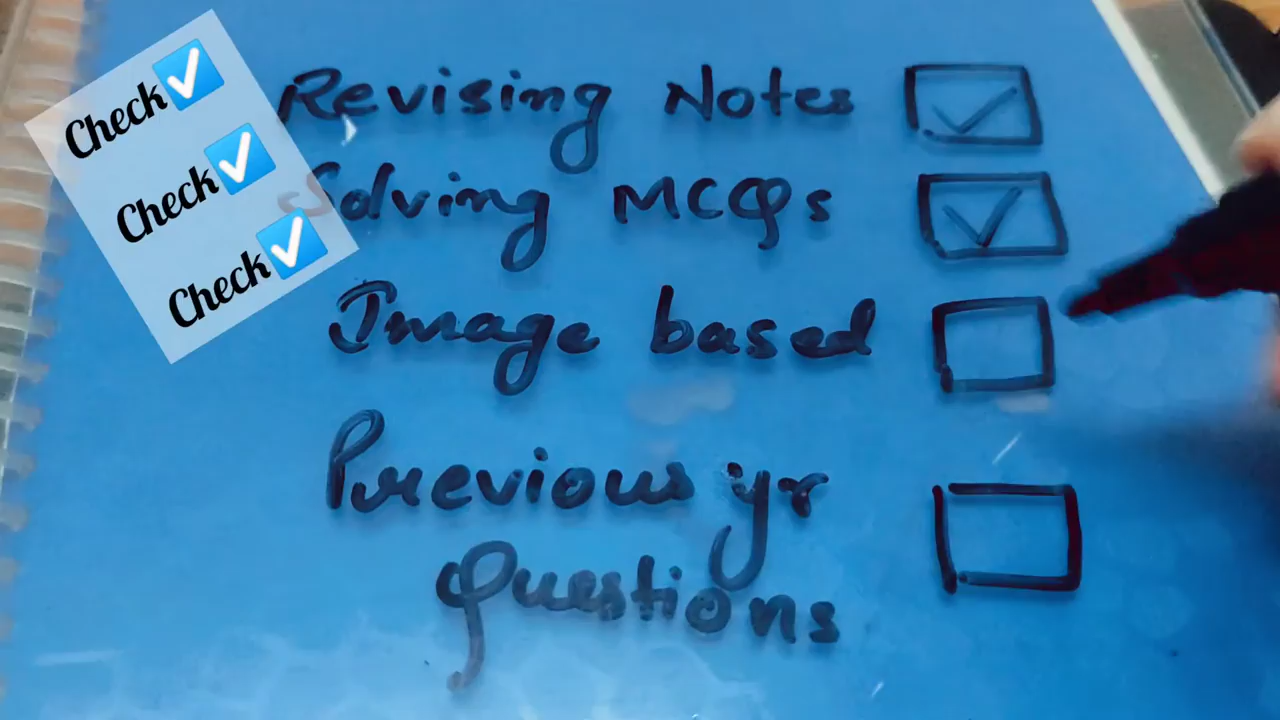 Check☑
Check☑
Check☑
Revising Notes ☑
Solving MCQs ☑
Image based ☐
Previous yr ☐
Questions